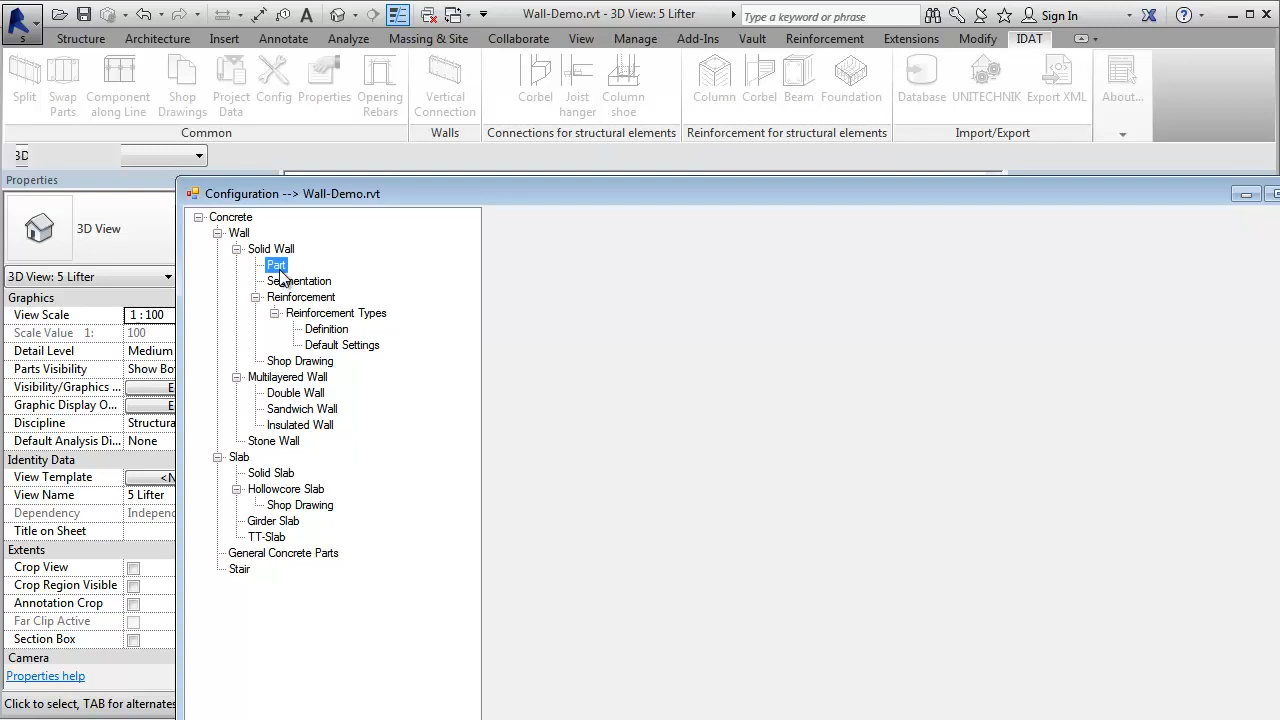 Wall-Demo.rvt - 3D View: 5 Lifter
Type a keyword or phrase
Sign In
Structure Architecture Insert Annotate Analyze Massing & Site Collaborate View Manage Add-Ins Vault Reinforcement Extensions Modify IDAT
Split
Swap Parts
Component along Line
Shop Drawings
Project Data
Config
Properties
Opening Rebars
Vertical Connection
Corbel
Joist hanger
Column shoe
Column
Corbel
Beam
Foundation
Database
UNITECHNIK
Export XML
About...
Common
Walls
Connections for structural elements
Reinforcement for structural elements
Import/Export
3D
Properties
3D View
3D View: 5 Lifter
Graphics
View Scale 1 : 100
Scale Value 1: 100
Detail Level Medium
Parts Visibility Show Bo
Visibility/Graphics ... E
Graphic Display O... E
Discipline Structura
Default Analysis Di... None
Identity Data
View Template <N
View Name 5 Lifter
Dependency Indepen
Title on Sheet
Extents
Crop View
Crop Region Visible
Annotation Crop
Far Clip Active
Section Box
Camera
Properties help
Click to select, TAB for alternates
Configuration --> Wall-Demo.rvt
Concrete
Wall
Solid Wall
Part
Segmentation
Reinforcement
Reinforcement Types
Definition
Default Settings
Shop Drawing
Multilayered Wall
Double Wall
Sandwich Wall
Insulated Wall
Stone Wall
Slab
Solid Slab
Hollowcore Slab
Shop Drawing
Girder Slab
TT-Slab
General Concrete Parts
Stair